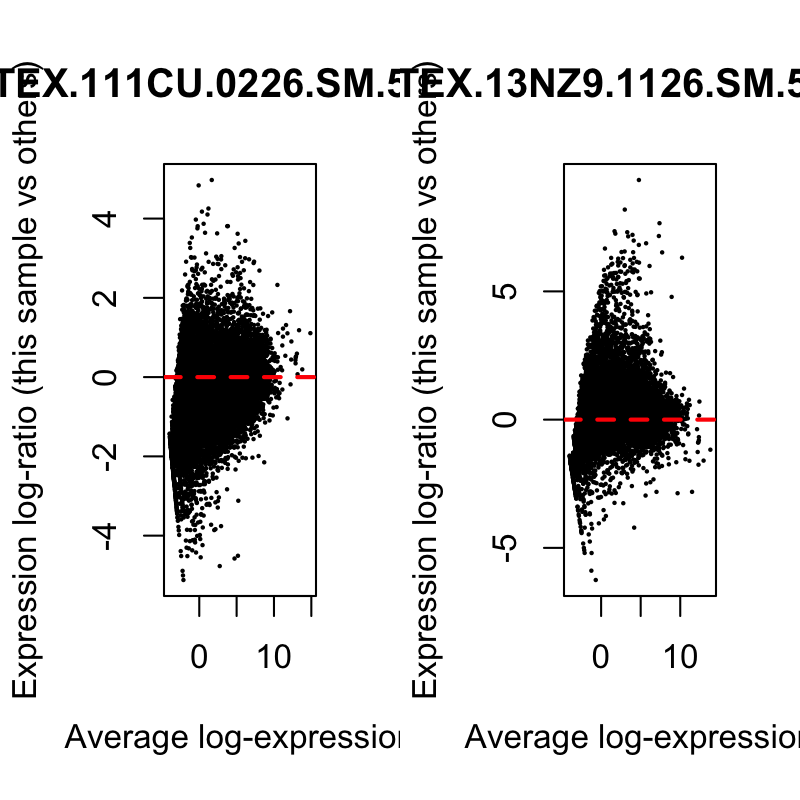 TEX.111CU.0226.SM.5
TEX.13NZ9.1126.SM.5
Expression log-ratio (this sample vs others)
4
2
0
-2
-4
0
10
Average log-expression
Expression log-ratio (this sample vs others)
5
0
-5
0
10
Average log-expression